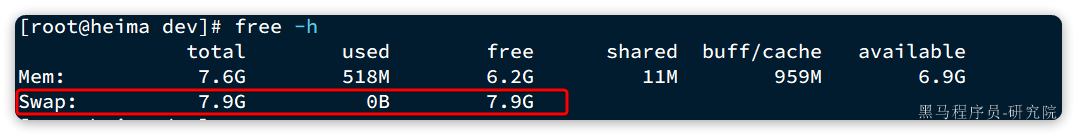 [root@heima dev]# free -h
total used free shared buff/cache available
Mem: 7.6G 518M 6.2G 11M 959M 6.9G
Swap: 7.9G 0B 7.9G
黑马程序员-研究院